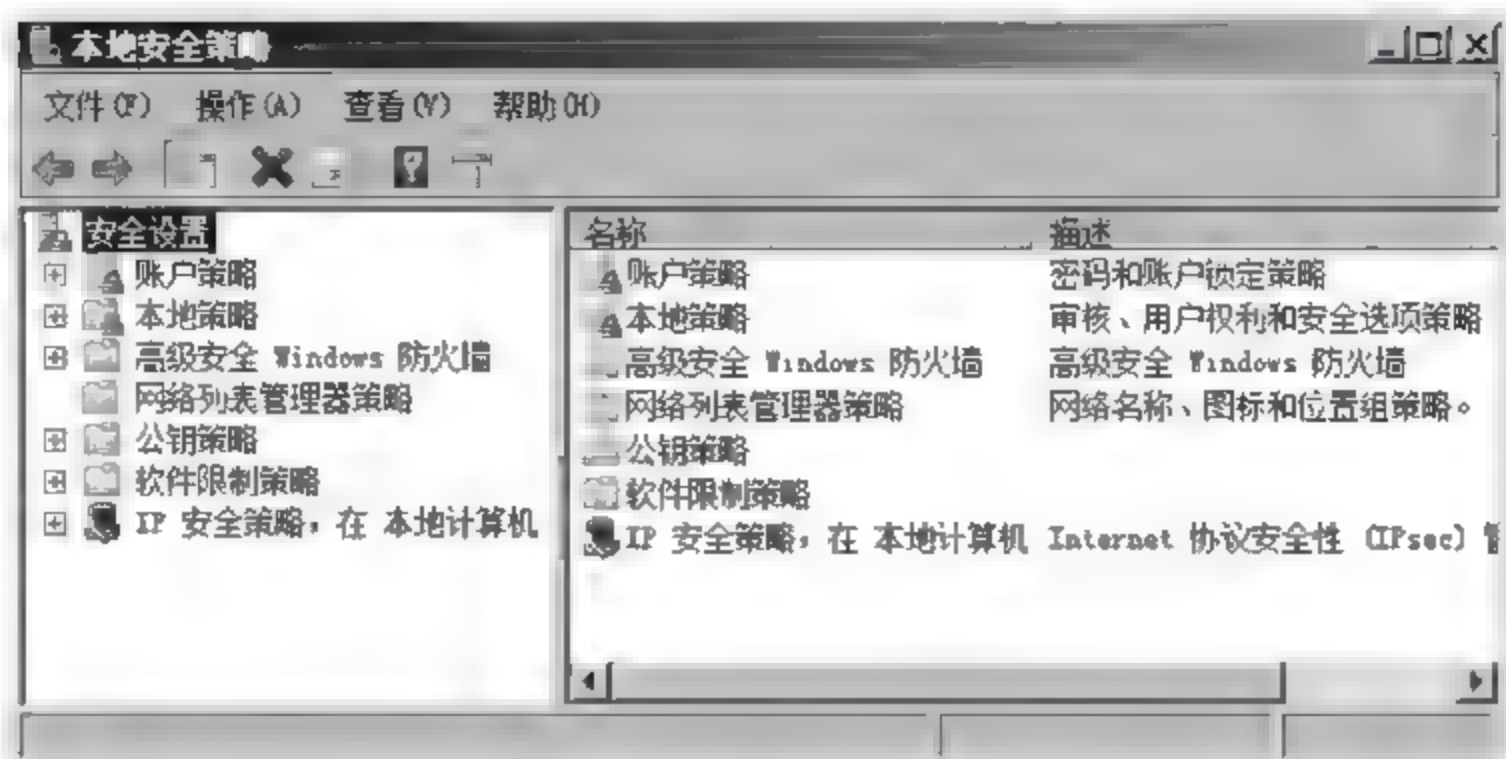 本地安全策略
文件(F) 操作(A) 查看(V) 帮助(H)
安全设置
账户策略
本地策略
高级安全 Windows 防火墙
网络列表管理器策略
公钥策略
软件限制策略
IP 安全策略，在 本地计算机
名称 描述
账户策略 密码和账户锁定策略
本地策略 审核、用户权利和安全选项策略
高级安全 Windows 防火墙 高级安全 Windows 防火墙
网络列表管理器策略 网络名称、图标和位置组策略。
公钥策略
软件限制策略
IP 安全策略，在 本地计算机 Internet 协议安全性 (IPsec)